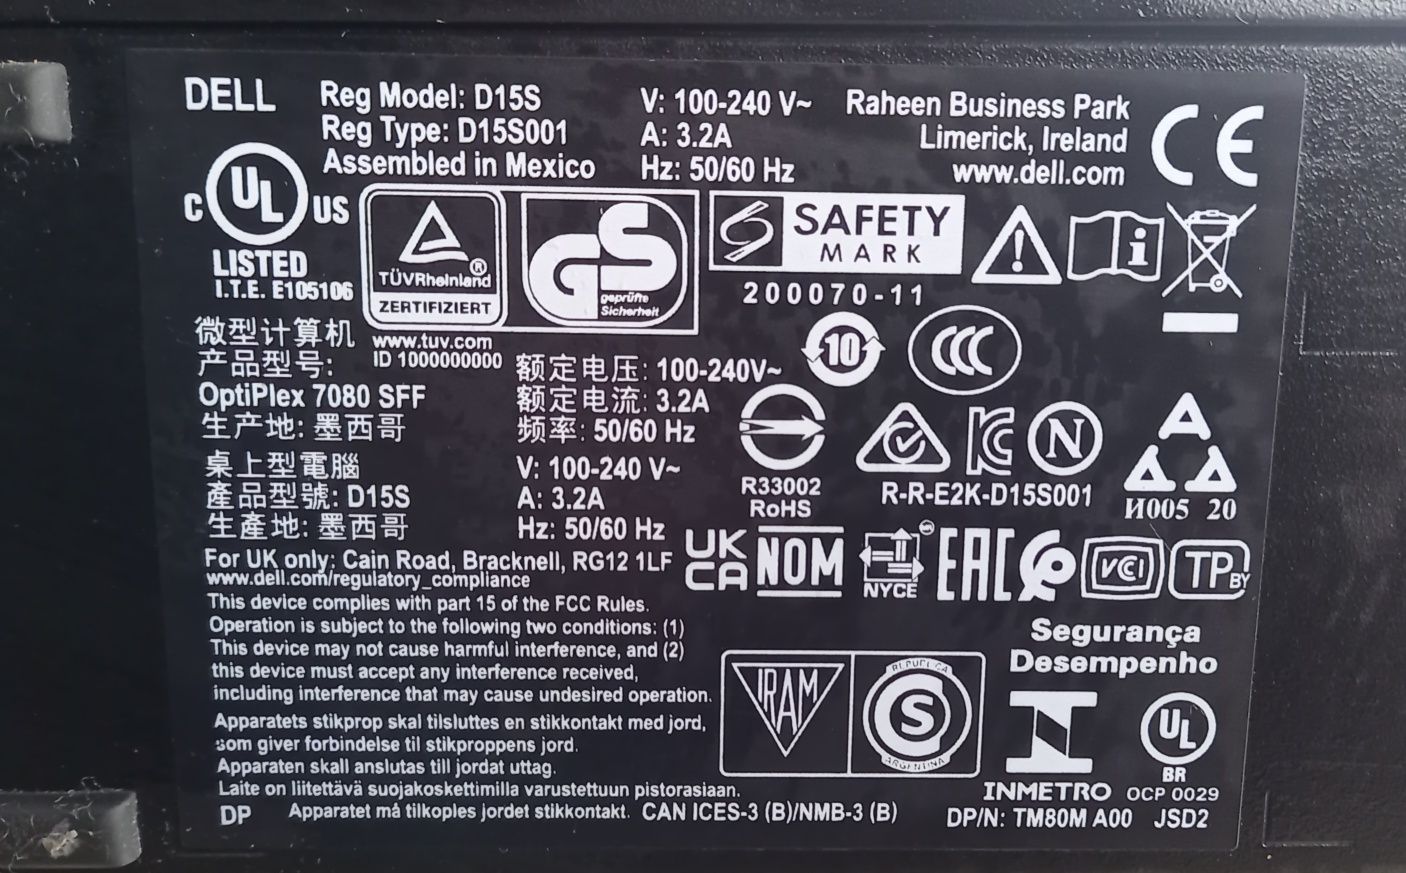 DELL
Reg Model: D15S
Reg Type: D15S001
Assembled in Mexico
V: 100-240 V~
A: 3.2A
Hz: 50/60 Hz
Raheen Business Park
Limerick, Ireland
www.dell.com
CE
C UL US
LISTED
I.T.E. E105106
TÜVRheinland®
ZERTIFIZIERT
GS
geprüfte
Sicherheit
www.tuv.com
ID 1000000000
SAFETY
MARK
200070-11
i
微型计算机
产品型号:
OptiPlex 7080 SFF
生产地: 墨西哥
额定电压: 100-240V~
额定电流: 3.2A
频率: 50/60 Hz
10
CCC
桌上型電腦
產品型號: D15S
生產地: 墨西哥
V: 100-240 V~
A: 3.2A
Hz: 50/60 Hz
R33002
RoHS
KC
N
R-R-E2K-D15S001
И005 20
For UK only; Cain Road, Bracknell, RG12 1LF
www.dell.com/regulatory_compliance
UK
CA
NOM
NYCE
EAC
VCI
TP BY
This device complies with part 15 of the FCC Rules.
Operation is subject to the following two conditions: (1)
This device may not cause harmful interference, and (2)
this device must accept any interference received,
including interference that may cause undesired operation.
Apparatets stikprop skal tilsluttes en stikkontakt med jord,
som giver forbindelse til stikproppens jord.
Apparaten skall anslutas till jordat uttag.
Laite on liitettävä suojakoskettimilla varustettuun pistorasiaan.
DP Apparatet må tilkoples jordet stikkontakt. CAN ICES-3 (B)/NMB-3 (B)
IRAM
REPUBLICA
S
ARGENTINA
Segurança
Desempenho
INMETRO
UL
BR
OCP 0029
DP/N: TM80M A00 JSD2